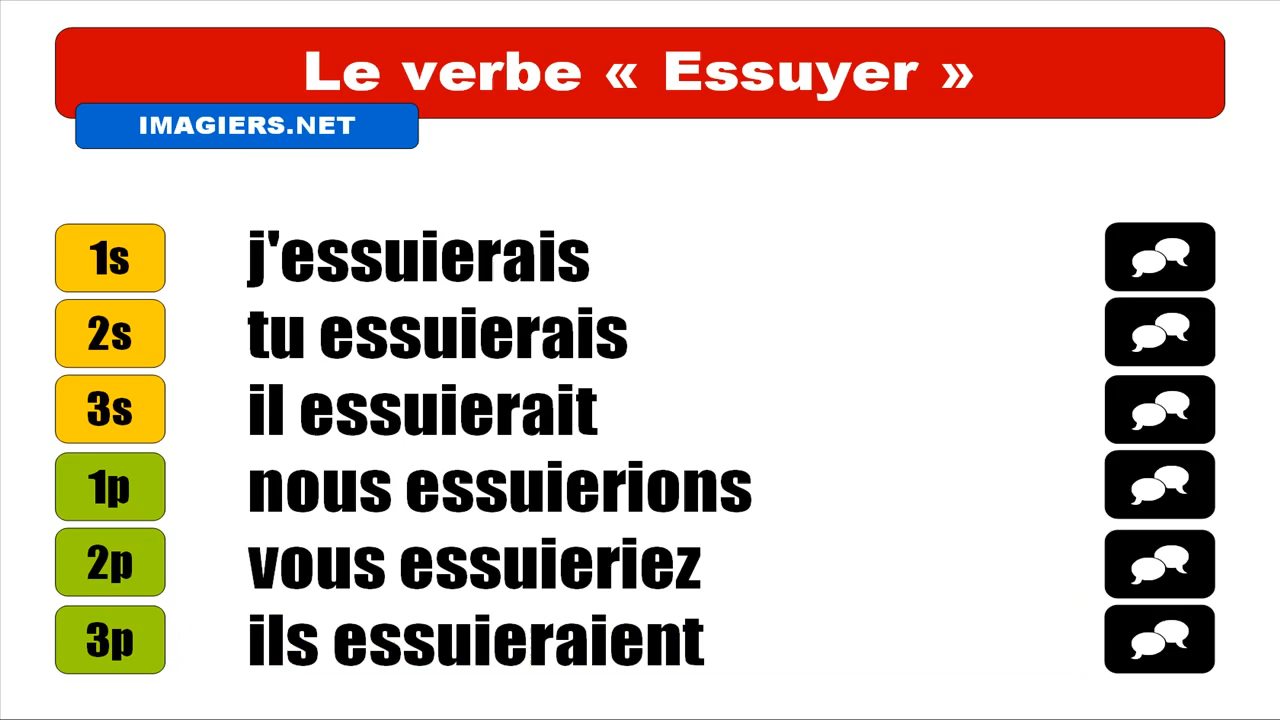 Le verbe « Essuyer »
IMAGIERS.NET
1s j'essuierais
2s tu essuierais
3s il essuierait
1p nous essuierions
2p vous essuieriez
3p ils essuieraient